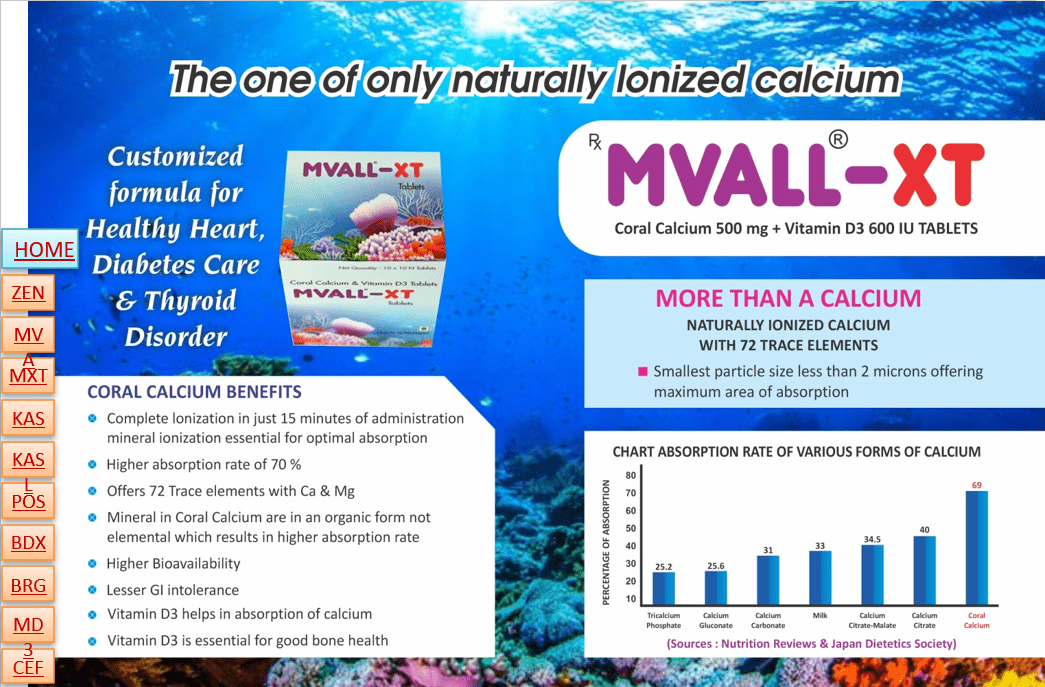 The one of only naturally Ionized calcium
Customized
formula for
Healthy Heart,
Diabetes Care
& Thyroid
Disorder
MVALL®-XT
Tablets
Net Quantity : 10 x 10 N Tablets
Coral Calcium & Vitamin D3 Tablets
MVALL-XT
Tablets
Rx
MVALL®-XT
Coral Calcium 500 mg + Vitamin D3 600 IU TABLETS
HOME
ZEN
MV
A
MXT
KAS
KAS
L
POS
BDX
BRG
MD
3
CEF
MORE THAN A CALCIUM
NATURALLY IONIZED CALCIUM
WITH 72 TRACE ELEMENTS
Smallest particle size less than 2 microns offering
maximum area of absorption
CORAL CALCIUM BENEFITS
Complete Ionization in just 15 minutes of administration
mineral ionization essential for optimal absorption
Higher absorption rate of 70 %
Offers 72 Trace elements with Ca & Mg
Mineral in Coral Calcium are in an organic form not
elemental which results in higher absorption rate
Higher Bioavailability
Lesser GI intolerance
Vitamin D3 helps in absorption of calcium
Vitamin D3 is essential for good bone health
CHART ABSORPTION RATE OF VARIOUS FORMS OF CALCIUM
PERCENTAGE OF ABSORPTION
80
70
60
50
40
30
20
10
25.2
25.6
31
33
34.5
40
69
Tricalcium
Phosphate
Calcium
Gluconate
Calcium
Carbonate
Milk
Calcium
Citrate-Malate
Calcium
Citrate
Coral
Calcium
(Sources : Nutrition Reviews & Japan Dietetics Society)